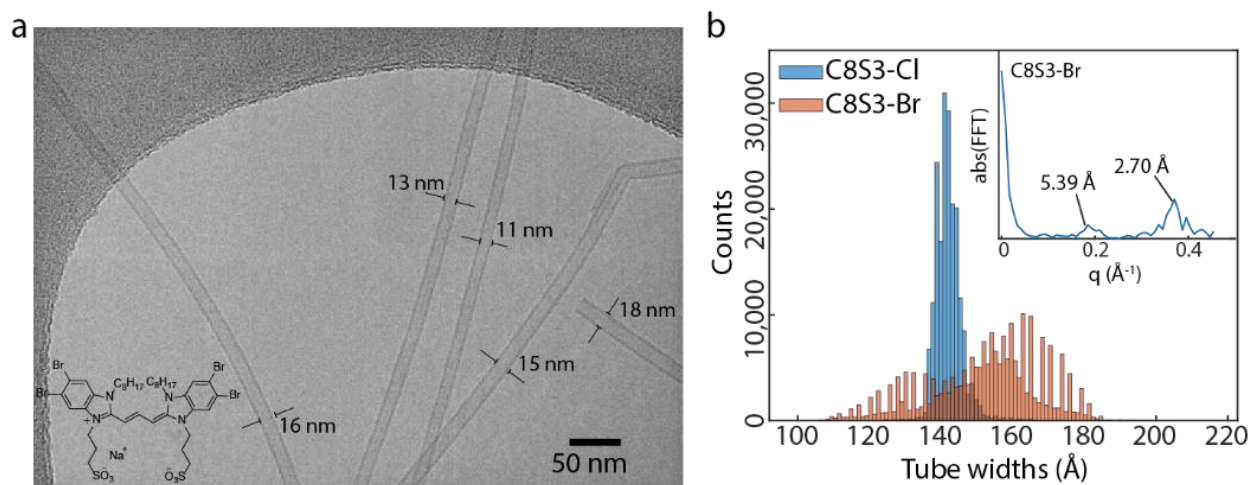 a
13 nm
11 nm
18 nm
15 nm
16 nm
50 nm
Br
Br
C₈H₁₇ C₈H₁₇
Br
Br
N
N
N
+
N
Na⁺
SO₃⁻
⁻O₃S
b
C8S3-Cl
C8S3-Br
C8S3-Br
abs(FFT)
5.39 Å
2.70 Å
0
0.2
0.4
q (Å⁻¹)
Counts
30,000
20,000
10,000
0
100 120 140 160 180 200 220
Tube widths (Å)